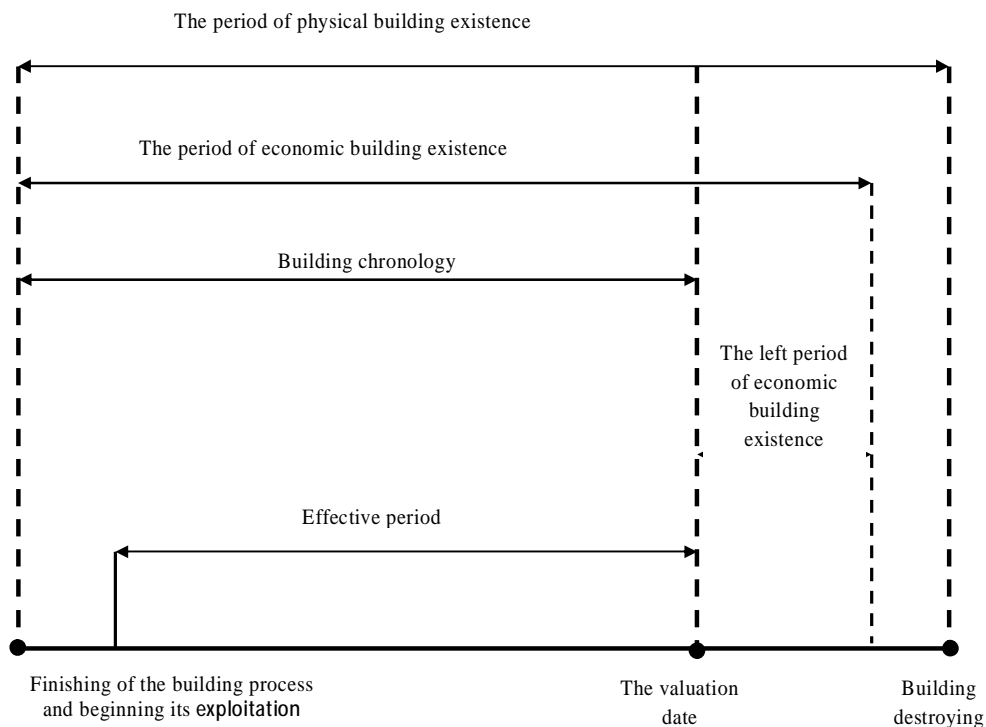 The period of physical building existence
The period of economic building existence
Building chronology
The left period
of economic
building
existence
Effective period
Finishing of the building process
and beginning its exploitation
The valuation
date
Building
destroying